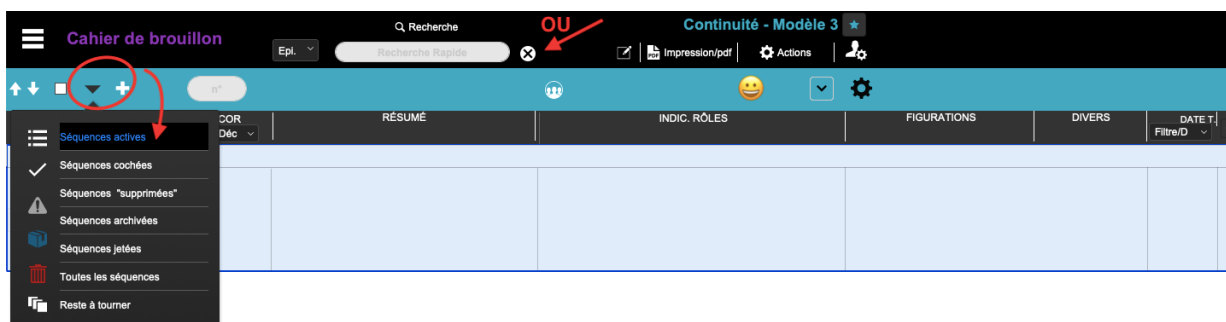 Recherche
OU
Continuité - Modèle 3
Cahier de brouillon
Epi.
Recherche Rapide
PDF
Impression/pdf
Actions
n°
COR
RÉSUMÉ
INDIC. RÔLES
FIGURATIONS
DIVERS
DATE T.
Déc
Filtre/D
Séquences actives
Séquences cochées
Séquences "supprimées"
Séquences archivées
Séquences jetées
Toutes les séquences
Reste à tourner